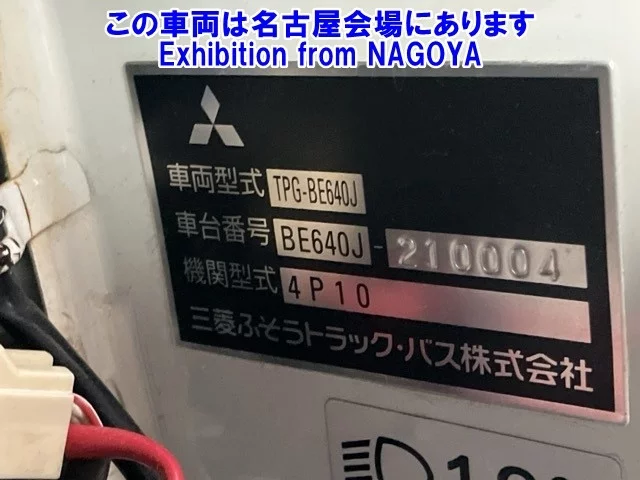 この車両は名古屋会場にあります
Exhibition from NAGOYA
車両型式 TPG-BE640J
車台番号 BE640J-210004
機関型式 4P10
三菱ふそうトラック・バス株式会社